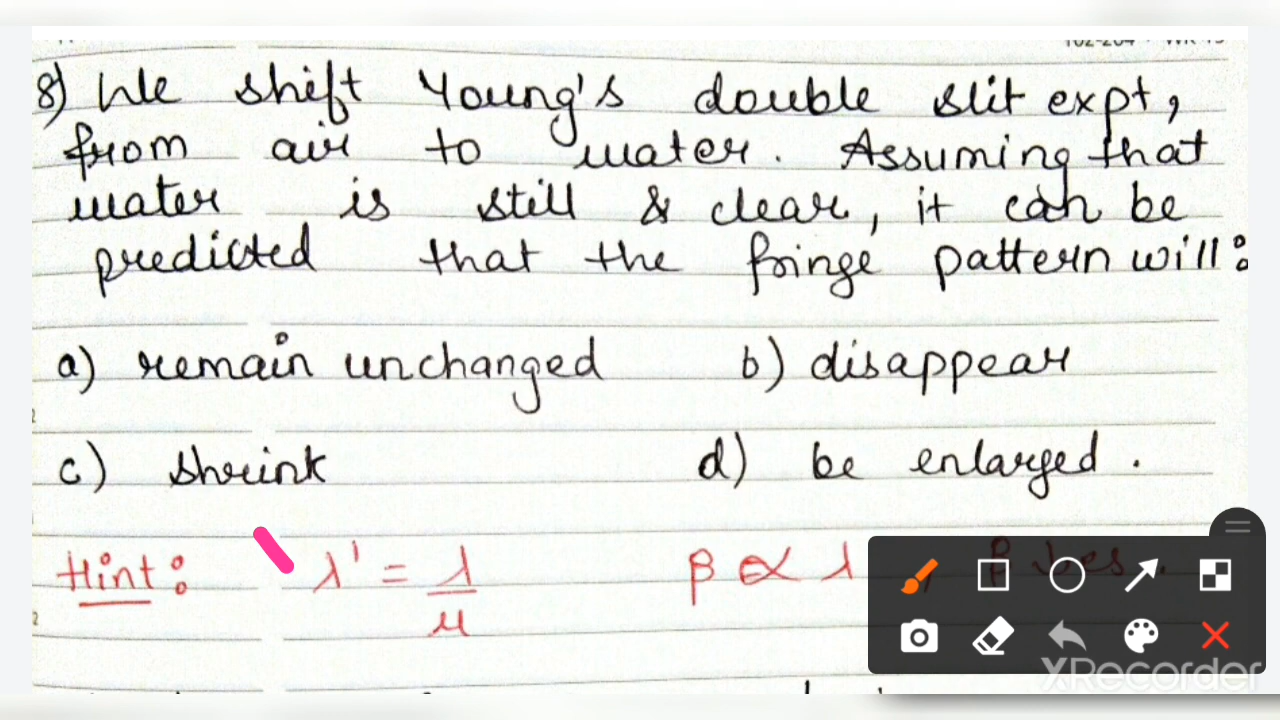 8) We shift Young's double slit expt,
from air to water. Assuming that
water is still & clear, it can be
predicted that the fringe pattern will:
a) remain unchanged b) disappear
c) shrink d) be enlarged.
Hint: λ' = λ/μ β ∝ λ , β
XRecorder